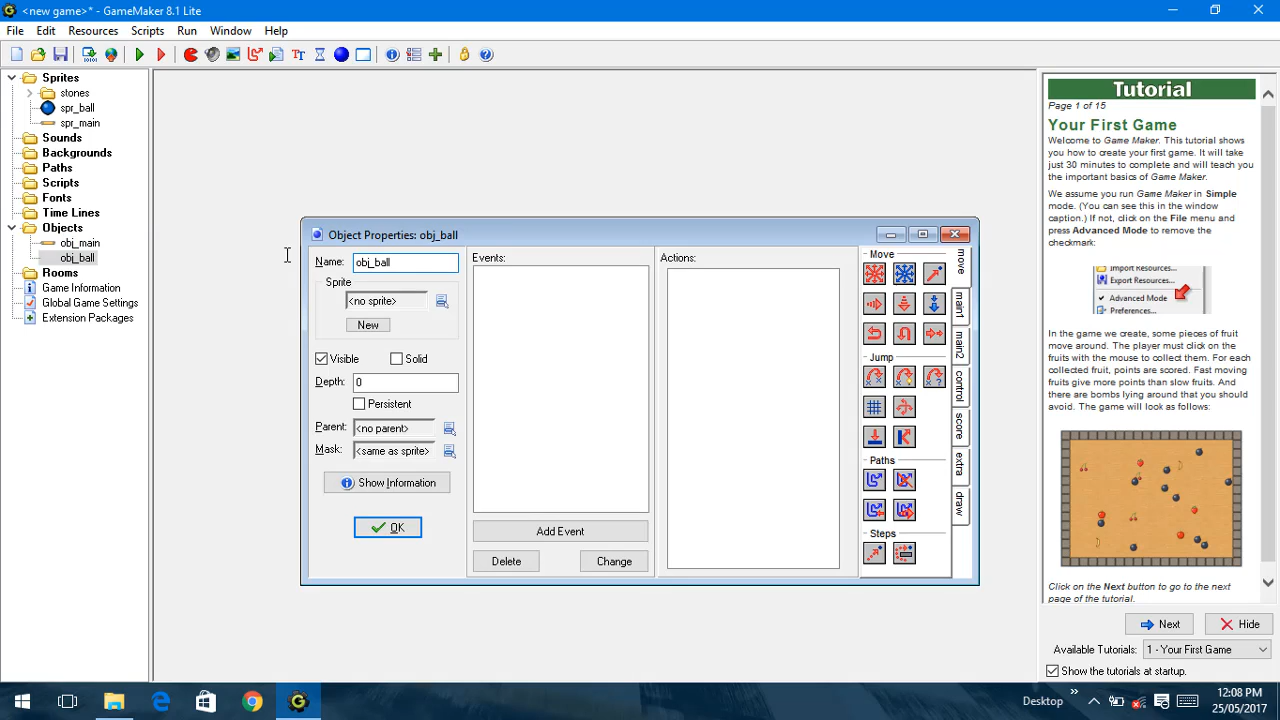 <new game>* - GameMaker 8.1 Lite
File Edit Resources Scripts Run Window Help
Sprites
stones
spr_ball
spr_main
Sounds
Backgrounds
Paths
Scripts
Fonts
Time Lines
Objects
obj_main
obj_ball
Rooms
Game Information
Global Game Settings
Extension Packages
Object Properties: obj_ball
Name: obj_ball
Sprite
<no sprite>
New
Visible Solid
Depth: 0
Persistent
Parent: <no parent>
Mask: <same as sprite>
Show Information
OK
Events:
Add Event
Delete Change
Actions:
Move
Jump
Paths
Steps
move
main1
main2
control
score
extra
draw
Tutorial
Page 1 of 15
Your First Game
Welcome to Game Maker. This tutorial shows
you how to create your first game. It will take
just 30 minutes to complete and will teach you
the important basics of Game Maker.
We assume you run Game Maker in Simple
mode. (You can see this in the window
caption.) If not, click on the File menu and
press Advanced Mode to remove the
checkmark:
Import Resources...
Export Resources...
Advanced Mode
Preferences...
In the game we create, some pieces of fruit
move around. The player must click on the
fruits with the mouse to collect them. For each
collected fruit, points are scored. Fast moving
fruits give more points than slow fruits. And
there are bombs lying around that you should
avoid. The game will look as follows:
Click on the Next button to go to the next
page of the tutorial.
Next Hide
Available Tutorials: 1 - Your First Game
Show the tutorials at startup.
Desktop
12:08 PM
25/05/2017